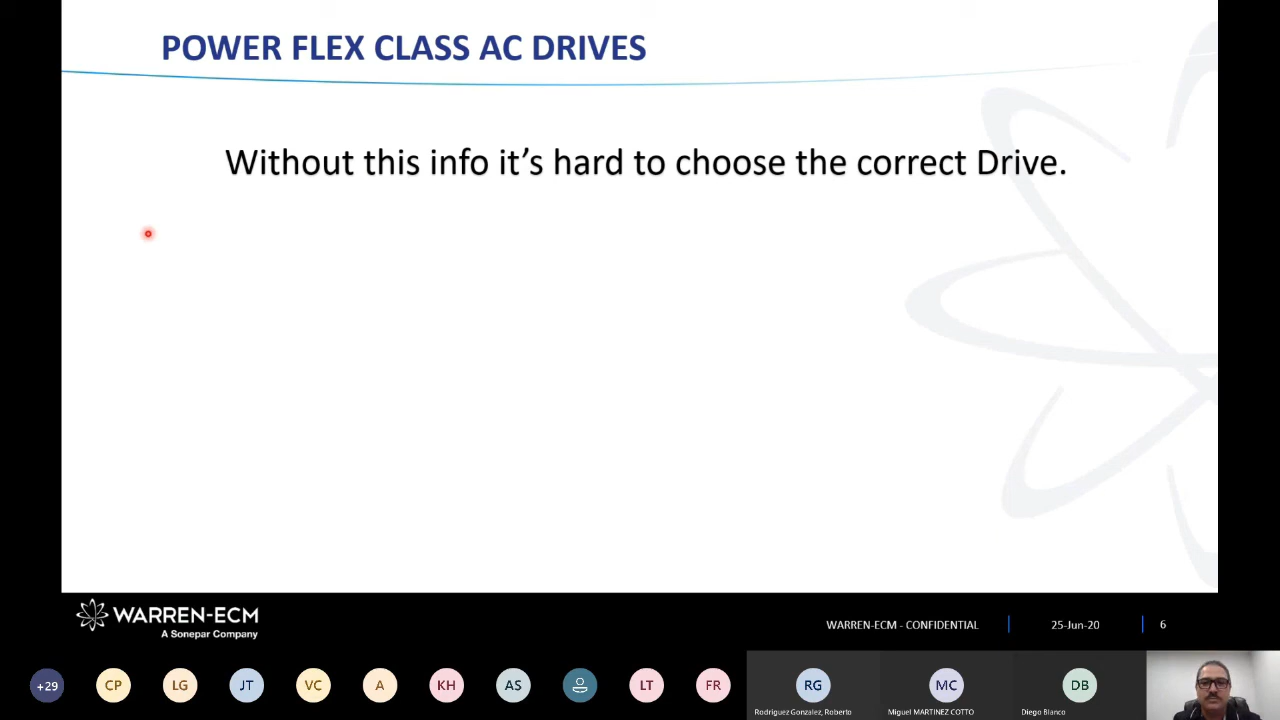 POWER FLEX CLASS AC DRIVES
Without this info it’s hard to choose the correct Drive.
WARREN-ECM
A Sonepar Company
WARREN-ECM - CONFIDENTIAL
25-Jun-20
6
+29
CP
LG
JT
VC
A
KH
AS
LT
FR
RG
Rodriguez Gonzalez, Roberto
MC
Miguel MARTINEZ COTTO
DB
Diego Blanco